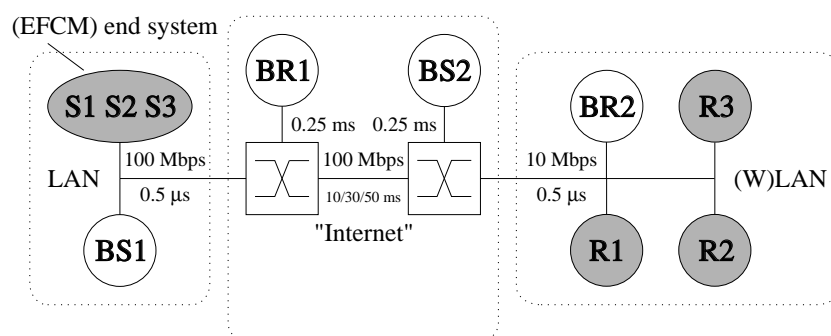 (EFCM) end system
BR1
BS2
S1 S2 S3
BR2
R3
0.25 ms
0.25 ms
100 Mbps
100 Mbps
10 Mbps
LAN
(W)LAN
0.5 μs
10/30/50 ms
0.5 μs
"Internet"
BS1
R1
R2